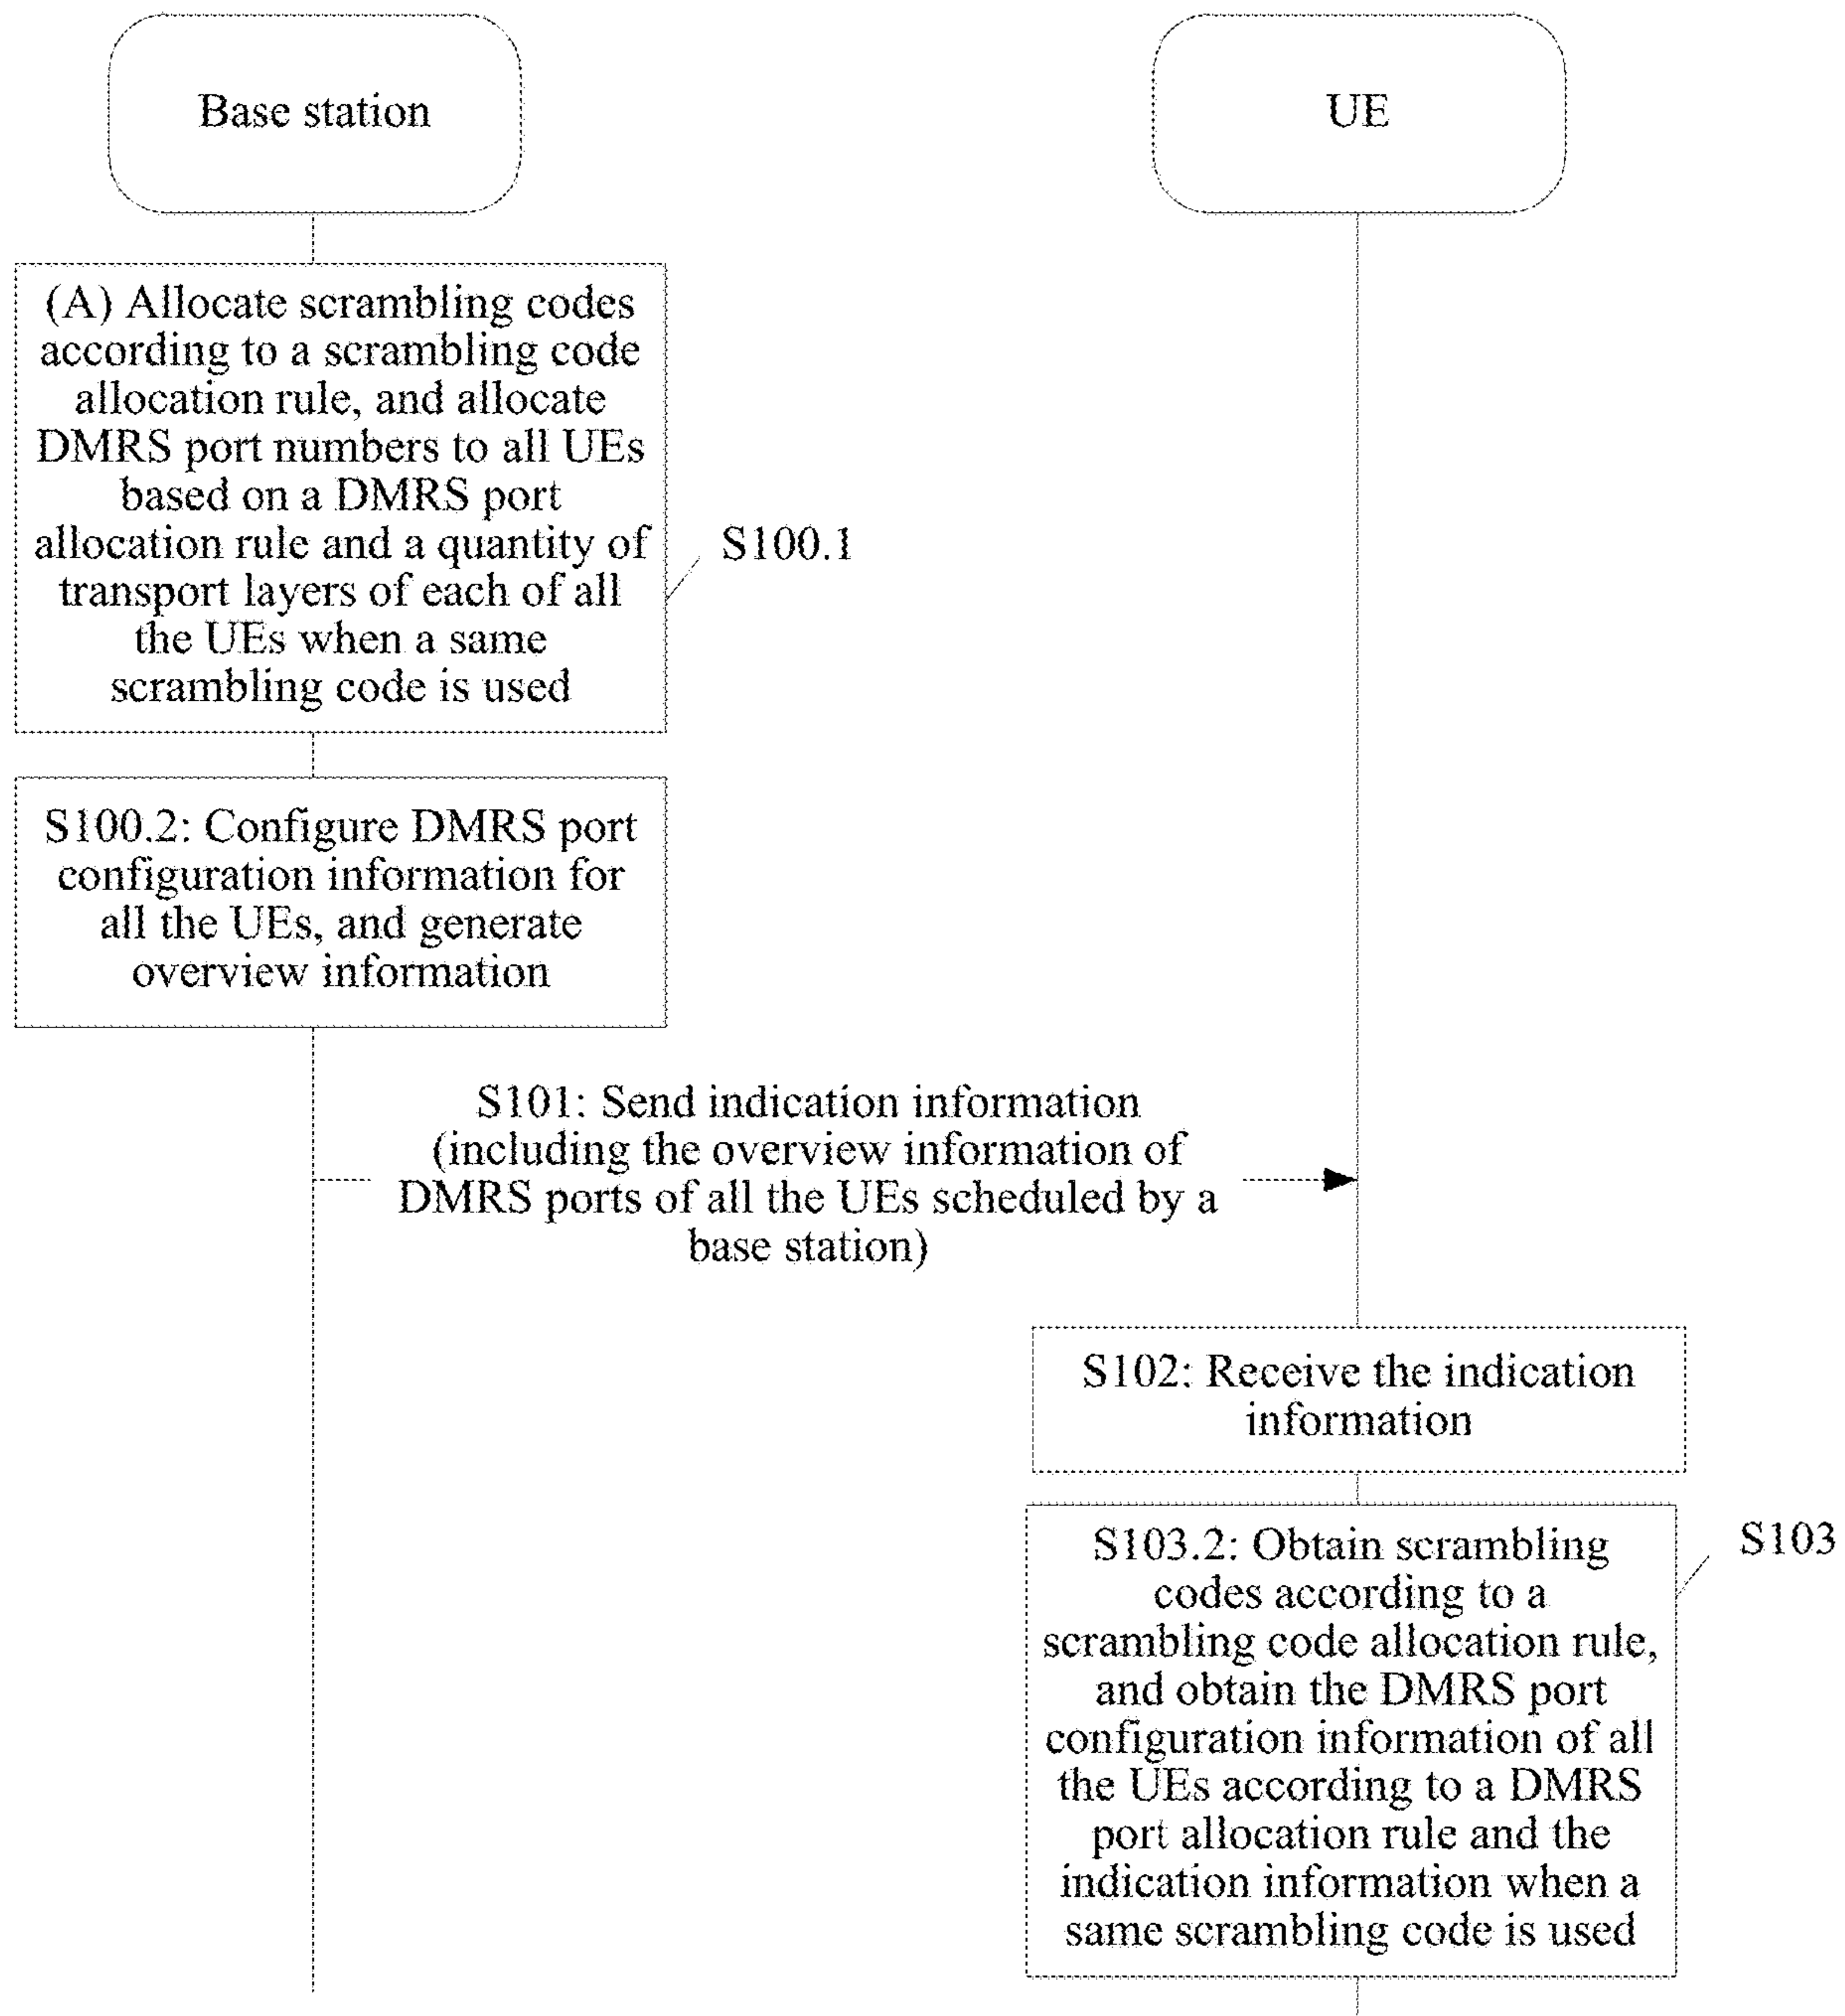 Base station
UE
(A) Allocate scrambling codes
according to a scrambling code
allocation rule, and allocate
DMRS port numbers to all UEs
based on a DMRS port
allocation rule and a quantity of
transport layers of each of all
the UEs when a same
scrambling code is used
S100.1
S100.2: Configure DMRS port
configuration information for
all the UEs, and generate
overview information
S101: Send indication information
(including the overview information of
DMRS ports of all the UEs scheduled by a
base station)
S102: Receive the indication
information
S103.2: Obtain scrambling
codes according to a
scrambling code allocation rule,
and obtain the DMRS port
configuration information of all
the UEs according to a DMRS
port allocation rule and the
indication information when a
same scrambling code is used
S103